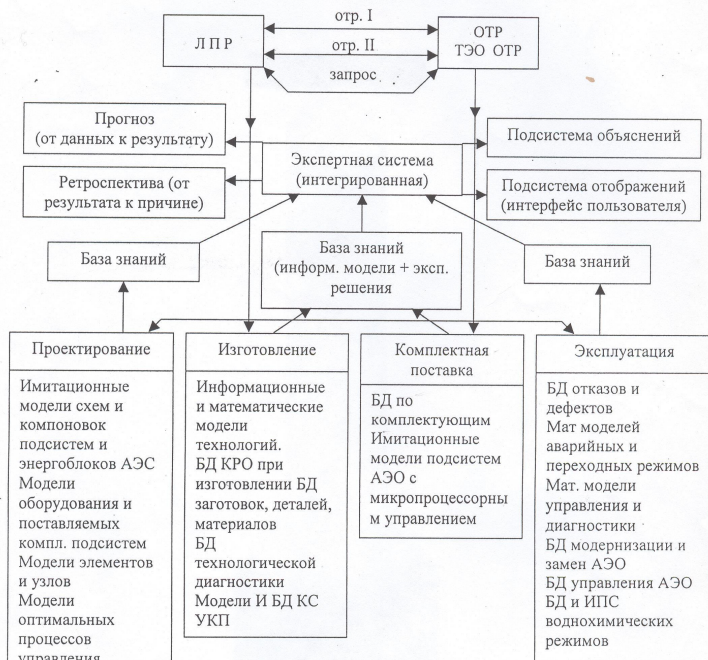 отр. I
ЛПР
отр. II
ОТР
ТЭО ОТР
запрос
Прогноз
(от данных к результату)
Ретроспектива (от
результата к причине)
Экспертная система
(интегрированная)
Подсистема объяснений
Подсистема отображений
(интерфейс пользователя)
База знаний
База знаний
(информ. модели + эксп.
решения
База знаний
Проектирование
Имитационные
модели схем и
компоновок
подсистем и
энергоблоков АЭС
Модели
оборудования и
поставляемых
компл. подсистем
Модели элементов
и узлов
Модели
оптимальных
процессов
управления
Изготовление
Информационные
и математические
модели
технологий.
БД КРО при
изготовлении БД
заготовок, деталей,
материалов
БД
технологической
диагностики
Модели И БД КС
УКП
Комплектная
поставка
БД по
комплектующим
Имитационные
модели подсистем
АЭО с
микропроцессорны
м управлением
Эксплуатация
БД отказов и
дефектов
Мат моделей
аварийных и
переходных режимов
Мат. модели
управления и
диагностики
БД модернизации и
замен АЭО
БД управления АЭО
БД и ИПС
воднохимических
режимов